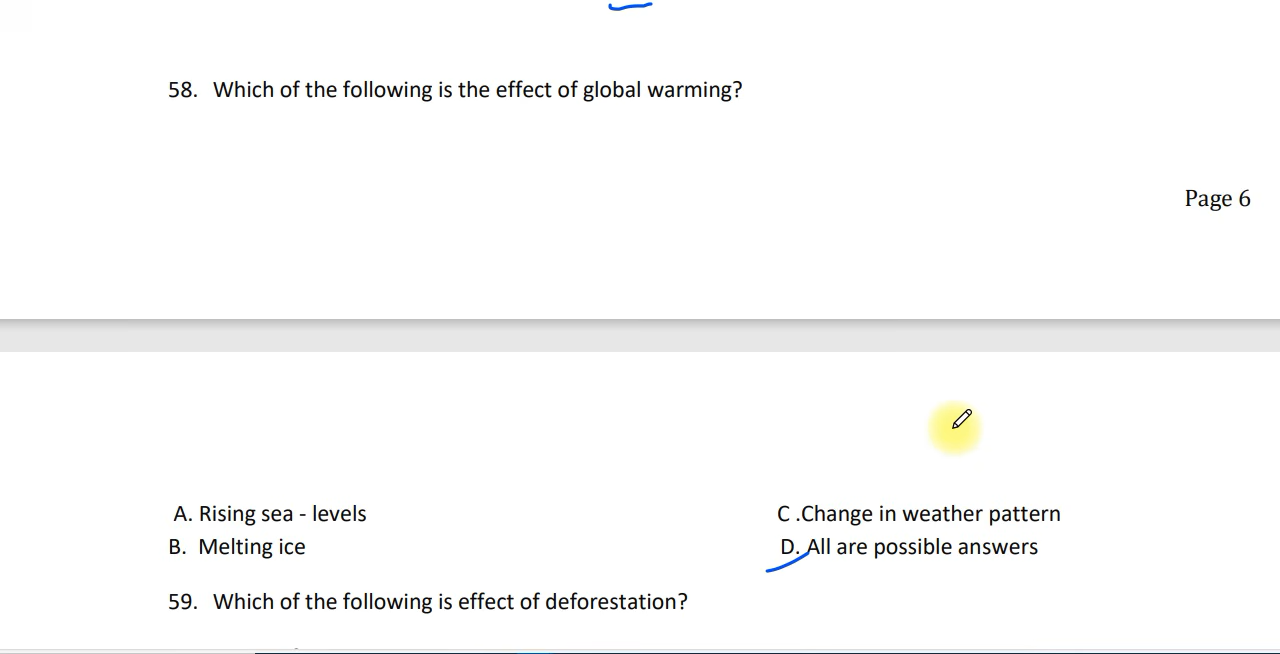 58. Which of the following is the effect of global warming?
Page 6
A. Rising sea - levels
C .Change in weather pattern
B. Melting ice
D. All are possible answers
59. Which of the following is effect of deforestation?